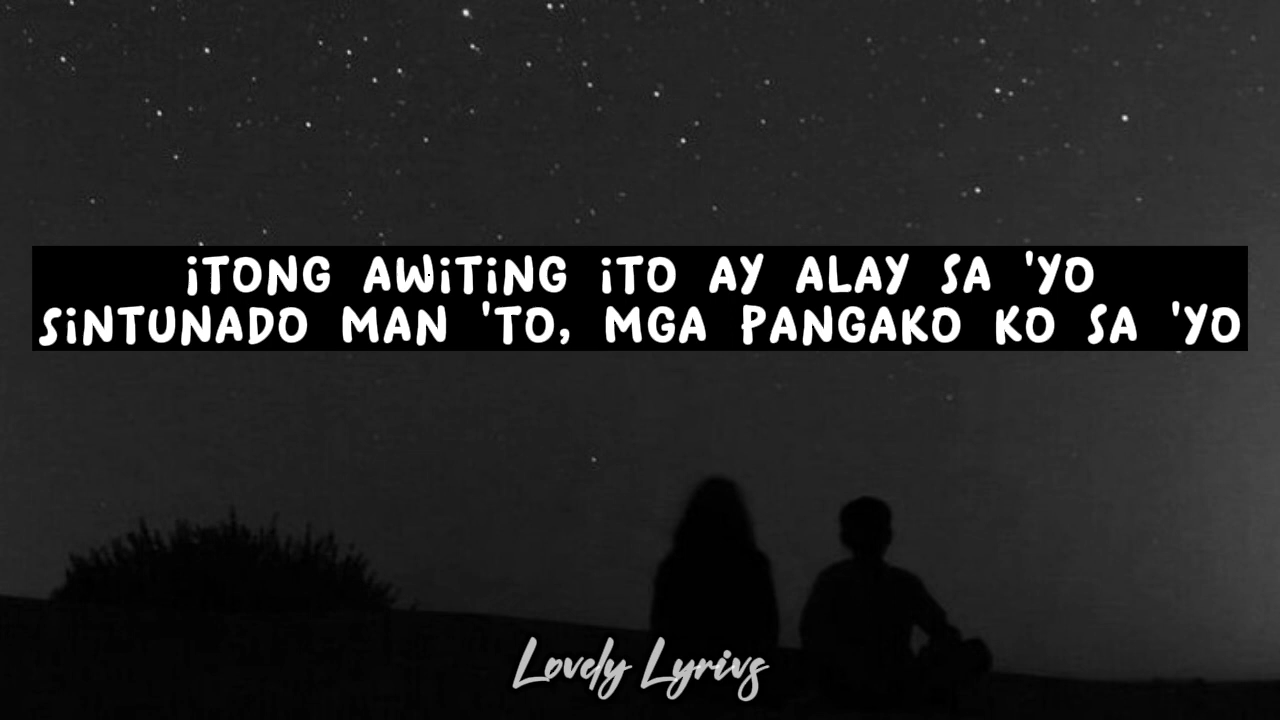 iTONG AWiTiNG iTO AY ALAY SA 'YO
SiNTUNADO MAN 'TO, MGA PANGAKO KO SA 'YO
Lovely Lyrivs